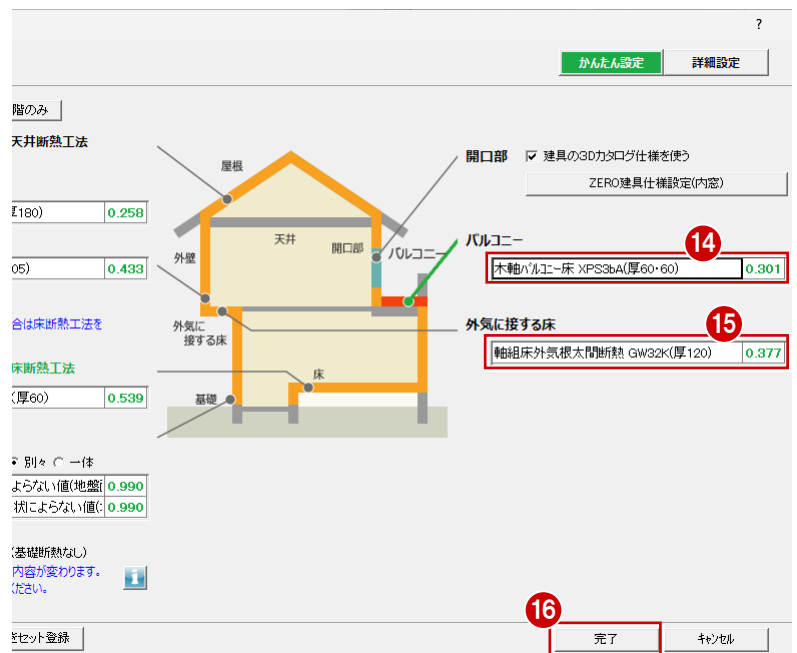 ?
かんたん設定 詳細設定
階のみ
天井断熱工法
厚180) 0.258
05) 0.433
合は床断熱工法を
床断熱工法
(厚60) 0.539
別々 一体
よらない値(地盤 0.990
状によらない値( 0.990
(基礎断熱なし)
内容が変わります。
ください。
i
屋根
天井
開口部
バルコニー
外壁
外気に
接する床
床
基礎
開口部 建具の3Dカタログ仕様を使う
ZERO建具仕様設定(内窓)
バルコニー
14
木軸バルコニー床 XPS3bA(厚60・60) 0.301
外気に接する床
15
軸組床外気根太間断熱 GW32K(厚120) 0.377
セット登録
16
完了 キャンセル